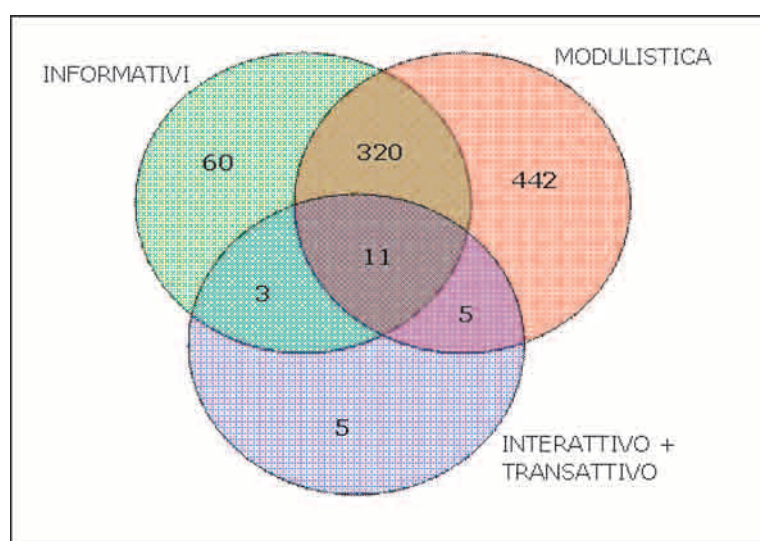 INFORMATIVI
MODULISTICA
60
320
442
11
3
5
5
INTERATTIVO +
TRANSATTIVO